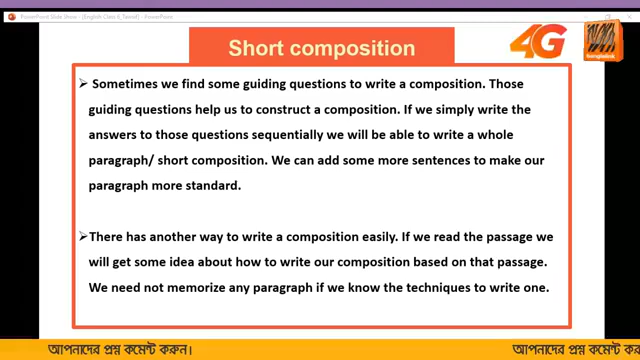 PowerPoint Slide Show - [English Class 6_Tawsif]
4G
banglalink
Short composition
➢ Sometimes we find some guiding questions to write a composition. Those
guiding questions help us to construct a composition. If we simply write the
answers to those questions sequentially we will be able to write a whole
paragraph/ short composition. We can add some more sentences to make our
paragraph more standard.
➢There has another way to write a composition easily. If we read the passage we
will get some idea about how to write our composition based on that passage.
We need not memorize any paragraph if we know the techniques to write one.
আপনাদের প্রশ্ন কমেন্ট করুন। আপনাদের প্রশ্ন কমেন্ট কর